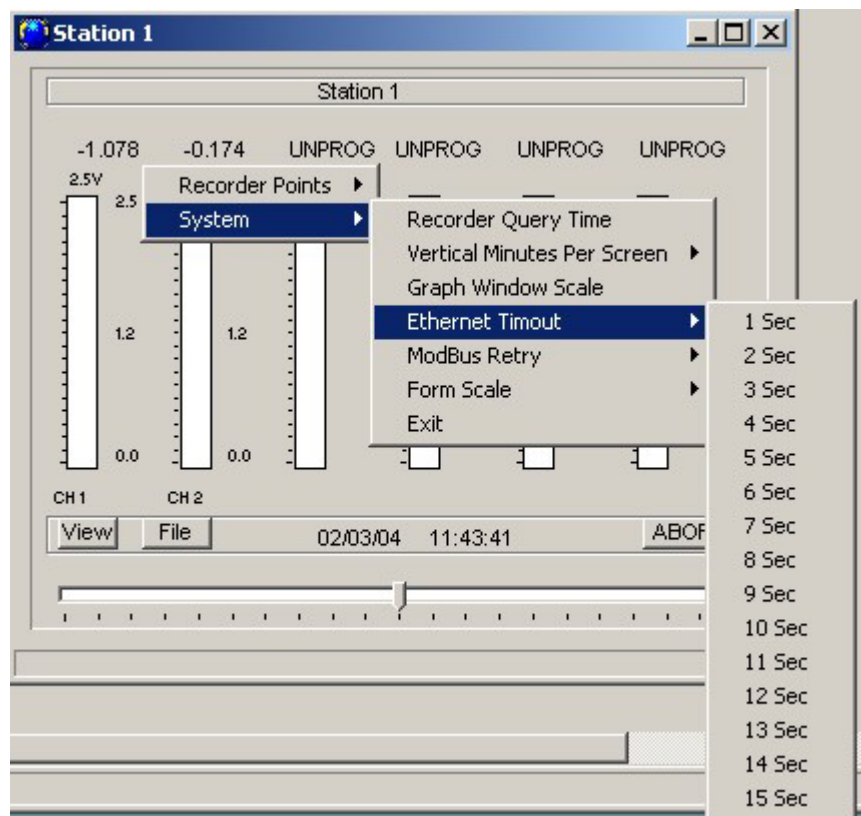 Station 1
Station 1
-1.078 -0.174 UNPROG UNPROG UNPROG UNPROG
2.5V
2.5
1.2 1.2
0.0 0.0
CH 1 CH 2
Recorder Points
System
Recorder Query Time
Vertical Minutes Per Screen
Graph Window Scale
Ethernet Timout
ModBus Retry
Form Scale
Exit
1 Sec
2 Sec
3 Sec
4 Sec
5 Sec
6 Sec
7 Sec
8 Sec
9 Sec
10 Sec
11 Sec
12 Sec
13 Sec
14 Sec
15 Sec
View File 02/03/04 11:43:41